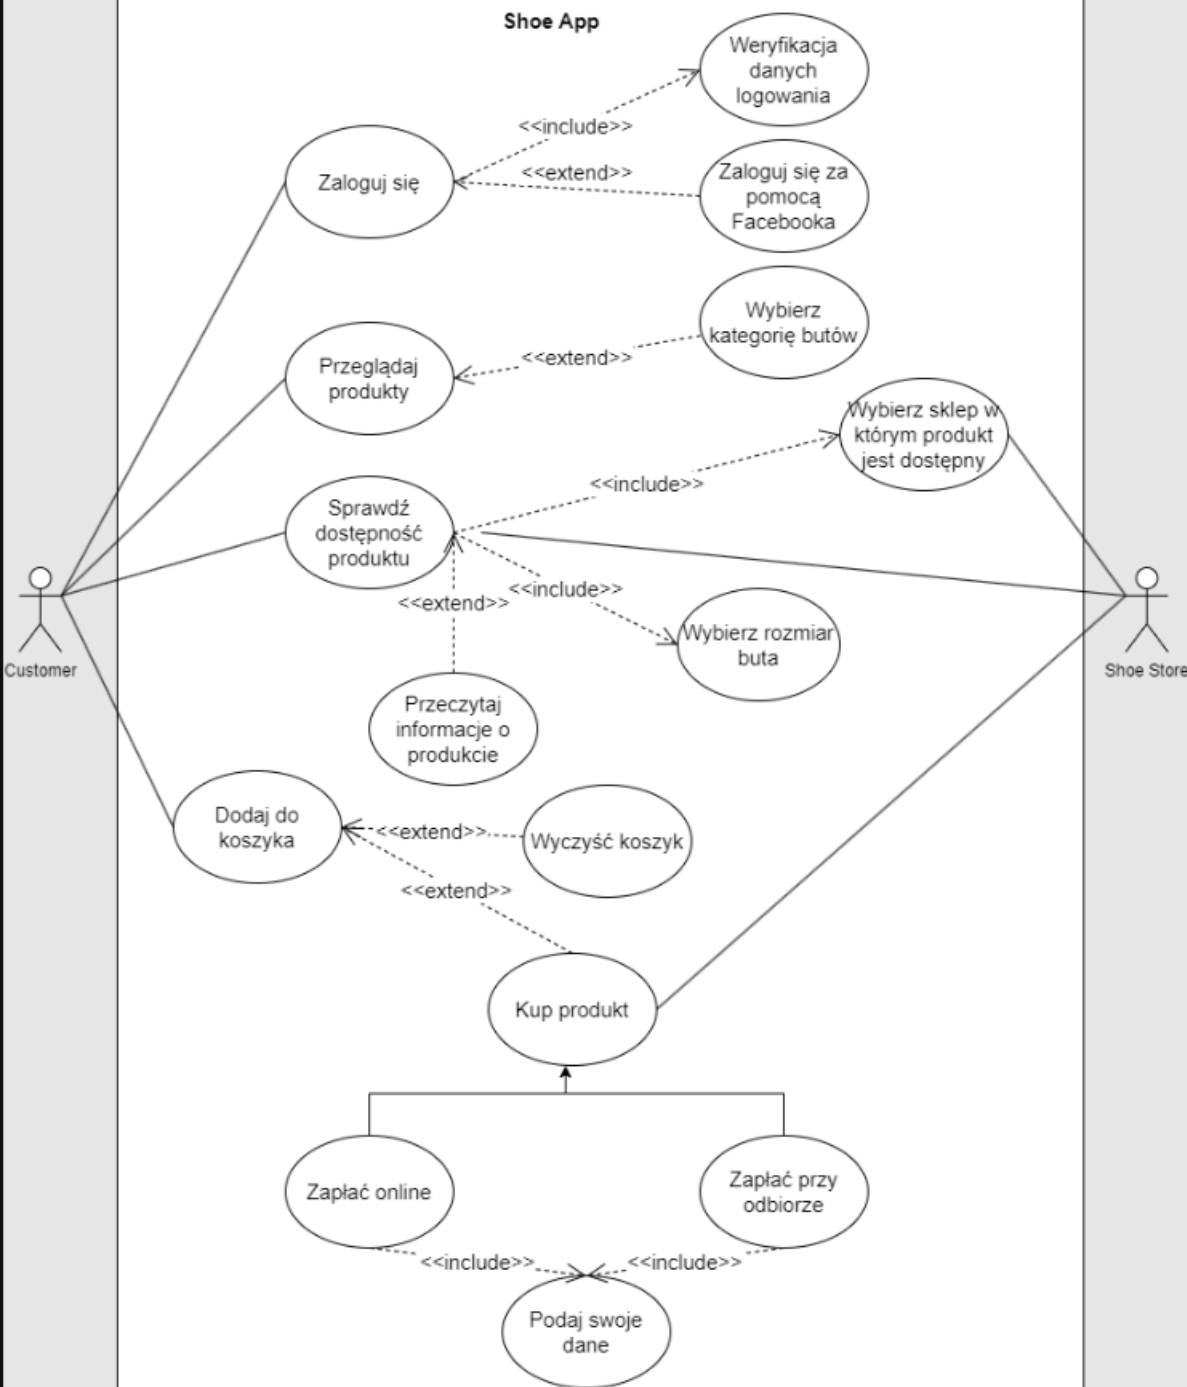 Shoe App
Weryfikacja
danych
logowania
<<include>>
Zaloguj się
<<extend>>
Zaloguj się za
pomocą
Facebooka
Wybierz
kategorię butów
<<extend>>
Przeglądaj
produkty
Wybierz sklep w
którym produkt
jest dostępny
<<include>>
Sprawdź
dostępność
produktu
<<include>>
<<extend>>
Wybierz rozmiar
buta
Customer
Shoe Store
Przeczytaj
informacje o
produkcie
Dodaj do
koszyka
<<extend>>
Wyczyść koszyk
<<extend>>
Kup produkt
Zapłać online
Zapłać przy
odbiorze
<<include>>
<<include>>
Podaj swoje
dane